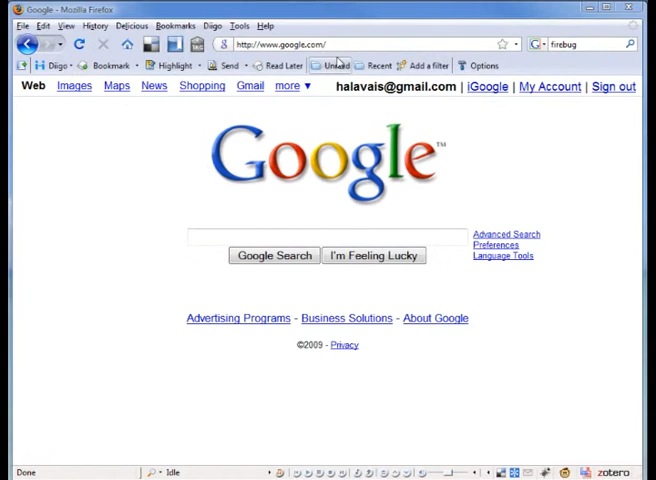 Google - Mozilla Firefox
File Edit View History Delicious Bookmarks Diigo Tools Help
http://www.google.com/ firebug
Diigo Bookmark Highlight Send Read Later Unread Recent Add a filter Options
Web Images Maps News Shopping Gmail more ▼ halavais@gmail.com | iGoogle | My Account | Sign out
Google™
Advanced Search
Preferences
Language Tools
Google Search I'm Feeling Lucky
Advertising Programs - Business Solutions - About Google
©2009 - Privacy
Done Idle zotero